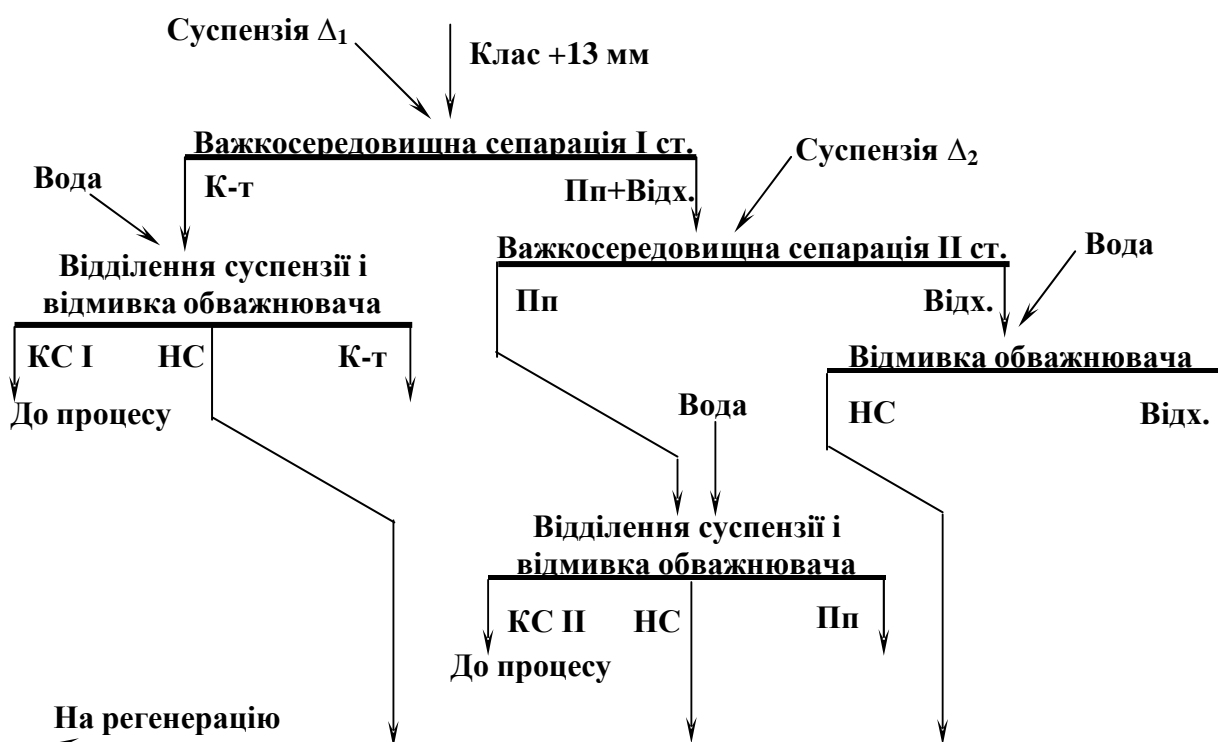 Суспензія Δ1
Клас +13 мм
Важкосередовищна сепарація І ст.
Суспензія Δ2
Вода
К-т
Пп+Відх.
Важкосередовищна сепарація ІІ ст.
Вода
Відділення суспензії і
відмивка обважнювача
Пп
Відх.
КС І
НС
К-т
Відмивка обважнювача
До процесу
Вода
НС
Відх.
Відділення суспензії і
відмивка обважнювача
КС ІІ
НС
Пп
До процесу
На регенерацію